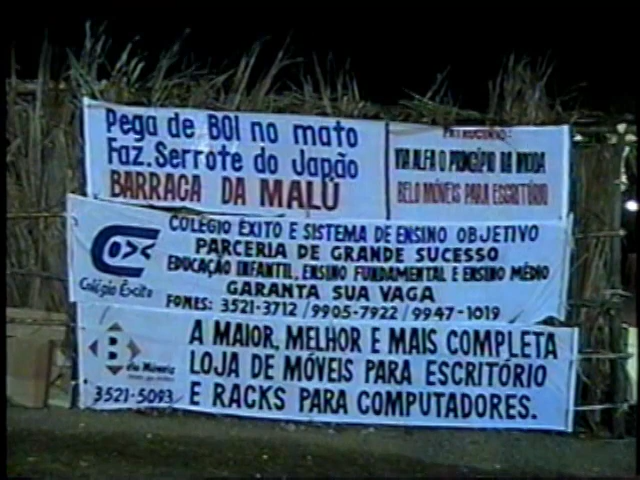 Pega de BOI no mato
Faz. Serrote do Japão
BARRACA DA MALÚ
PATROCINIO:
VIA ALFA O PRINCÍPIO DA MODA
BELO MÓVEIS PARA ESCRITÓRIO
COLÉGIO ÊXITO E SISTEMA DE ENSINO OBJETIVO
PARCERIA DE GRANDE SUCESSO
EDUCAÇÃO INFANTIL, ENSINO FUNDAMENTAL E ENSINO MÉDIO
GARANTA SUA VAGA
FONES: 3521-3712 / 9905-7922 / 9947-1019
Colégio Êxito
A MAIOR, MELHOR E MAIS COMPLETA
LOJA DE MÓVEIS PARA ESCRITÓRIO
E RACKS PARA COMPUTADORES.
B
Móveis
3521-5093